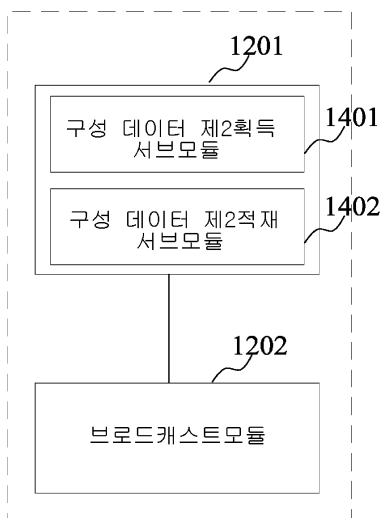 1201
구성 데이터 제2획득
서브모듈
1401
구성 데이터 제2적재
서브모듈
1402
1202
브로드캐스트모듈